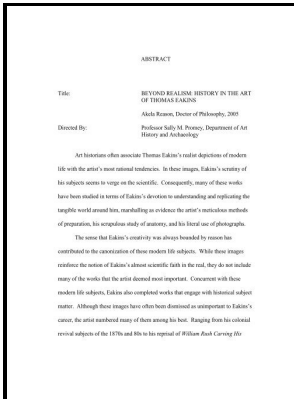 ABSTRACT
Title: BEYOND REALISM: HISTORY IN THE ART
OF THOMAS EAKINS
Akela Reason, Doctor of Philosophy, 2005
Directed By: Professor Sally M. Promey, Department of Art
History and Archaeology
Art historians often associate Thomas Eakins's realist depictions of modern
life with the artist's most rational tendencies. In these images, Eakins's scrutiny of
his subjects seems to verge on the scientific. Consequently, many of these works
have been studied in terms of Eakins's devotion to understanding and replicating the
tangible world around him, marshalling as evidence the artist's meticulous methods
of preparation, his scrupulous study of anatomy, and his literal use of photographs.
The sense that Eakins's creativity was always bounded by reason has
contributed to the canonization of these modern life subjects. While these images
reinforce the notion of Eakins's almost scientific faith in the real, they do not include
many of the works that the artist deemed most important. Concurrent with these
modern life subjects, Eakins also completed works that engage with historical subject
matter. Although these images have often been dismissed as unimportant to Eakins's
career, the artist numbered many of them among his best. Ranging from his colonial
revival subjects of the 1870s and 80s to his reprisal of William Rush Carving His